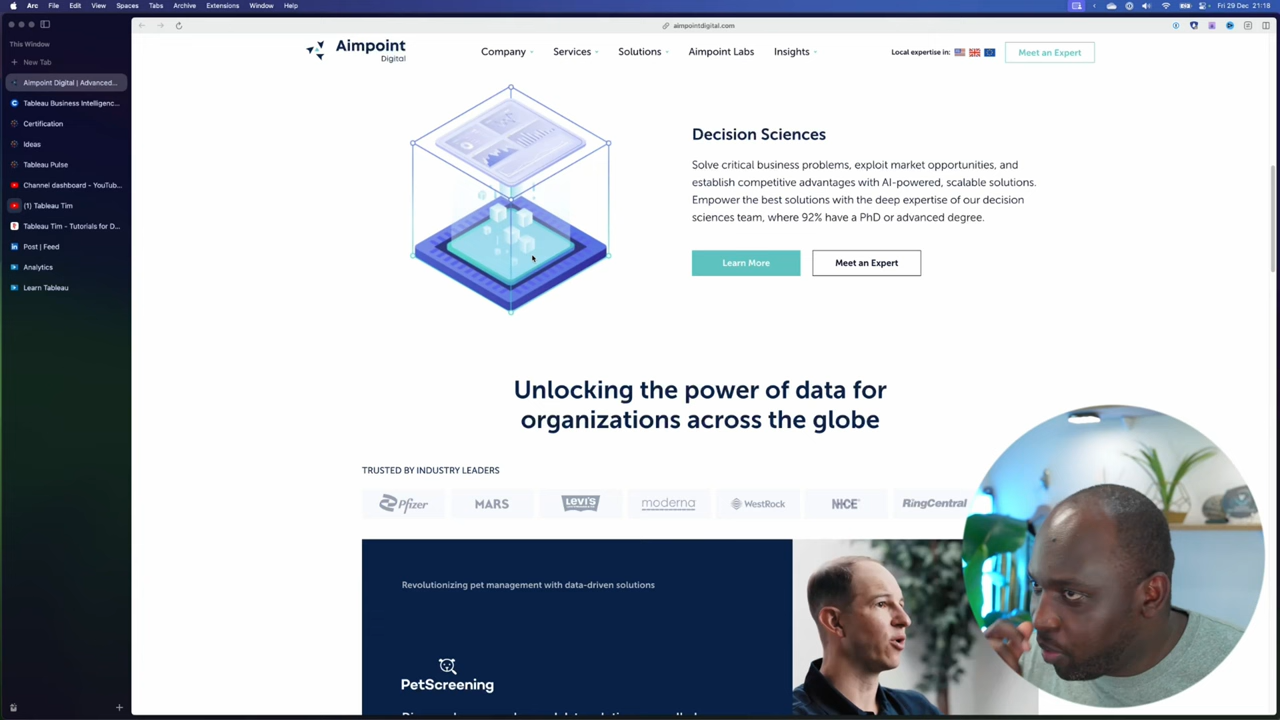 Arc File Edit View Spaces Tabs Archive Extensions Window Help
Fri 29 Dec 21:18
This Window
New Tab
Aimpoint Digital | Advanced...
Tableau Business Intelligenc...
Certification
Ideas
Tableau Pulse
Channel dashboard - YouTub...
(1) Tableau Tim
Tableau Tim - Tutorials for D...
Post | Feed
Analytics
Learn Tableau
aimpointdigital.com
Aimpoint
Digital
Company Services Solutions Aimpoint Labs Insights
Local expertise in:
Meet an Expert
Decision Sciences
Solve critical business problems, exploit market opportunities, and
establish competitive advantages with AI-powered, scalable solutions.
Empower the best solutions with the deep expertise of our decision
sciences team, where 92% have a PhD or advanced degree.
Learn More Meet an Expert
Unlocking the power of data for
organizations across the globe
TRUSTED BY INDUSTRY LEADERS
Pfizer MARS LEVI'S moderna WestRock NICE RingCentral
Revolutionizing pet management with data-driven solutions
PetScreening